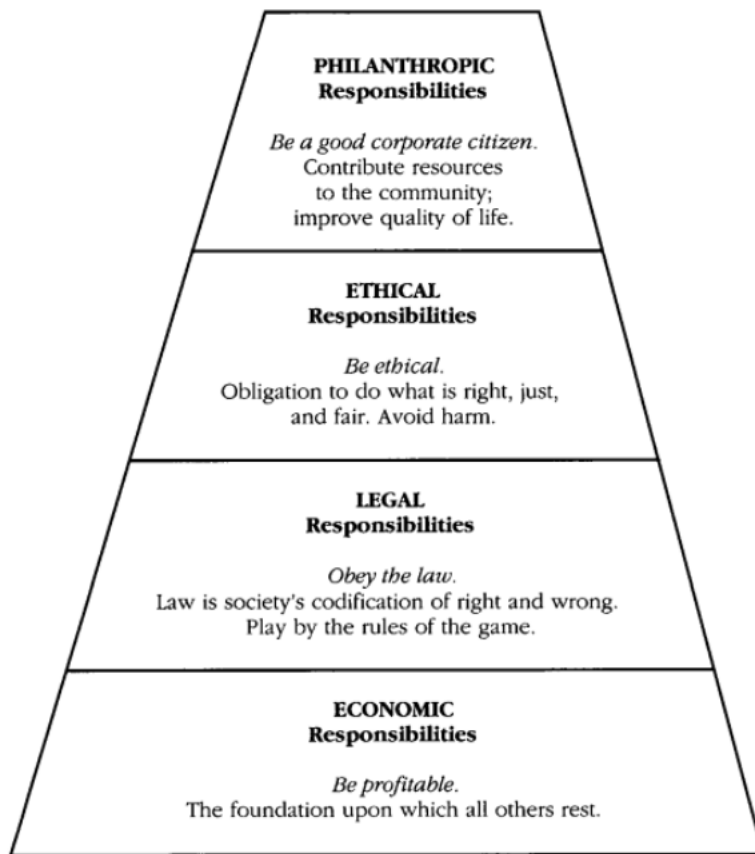 PHILANTHROPIC
Responsibilities
Be a good corporate citizen.
Contribute resources
to the community;
improve quality of life.
ETHICAL
Responsibilities
Be ethical.
Obligation to do what is right, just,
and fair. Avoid harm.
LEGAL
Responsibilities
Obey the law.
Law is society's codification of right and wrong.
Play by the rules of the game.
ECONOMIC
Responsibilities
Be profitable.
The foundation upon which all others rest.